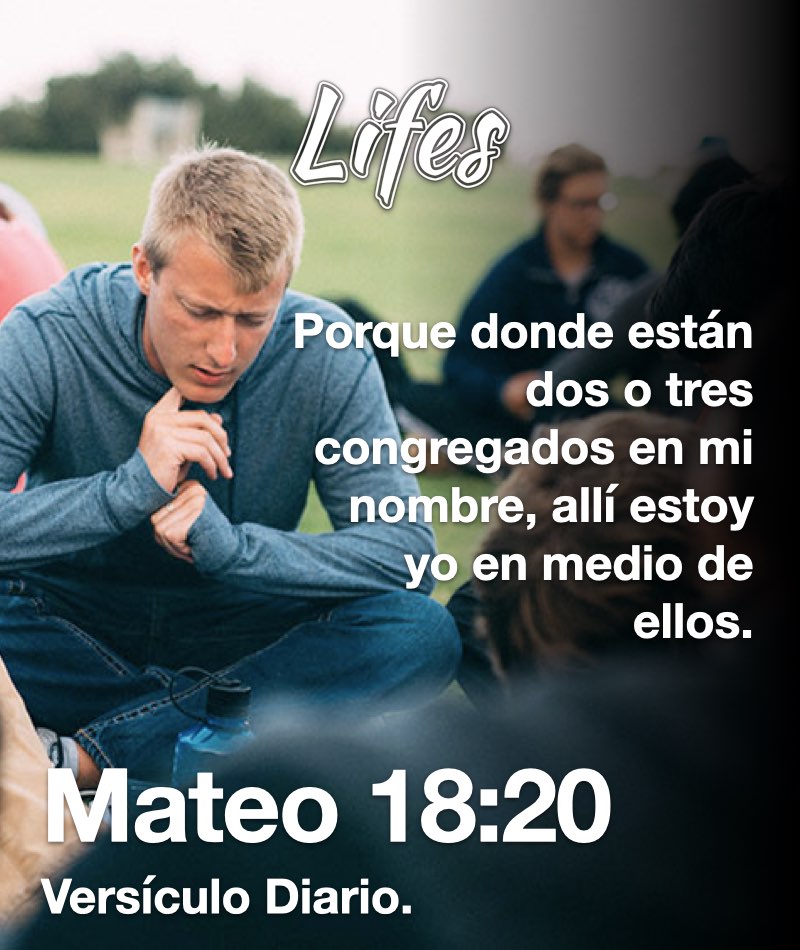 Lifes
Porque donde están
dos o tres
congregados en mi
nombre, allí estoy
yo en medio de
ellos.
Mateo 18:20
Versículo Diario.